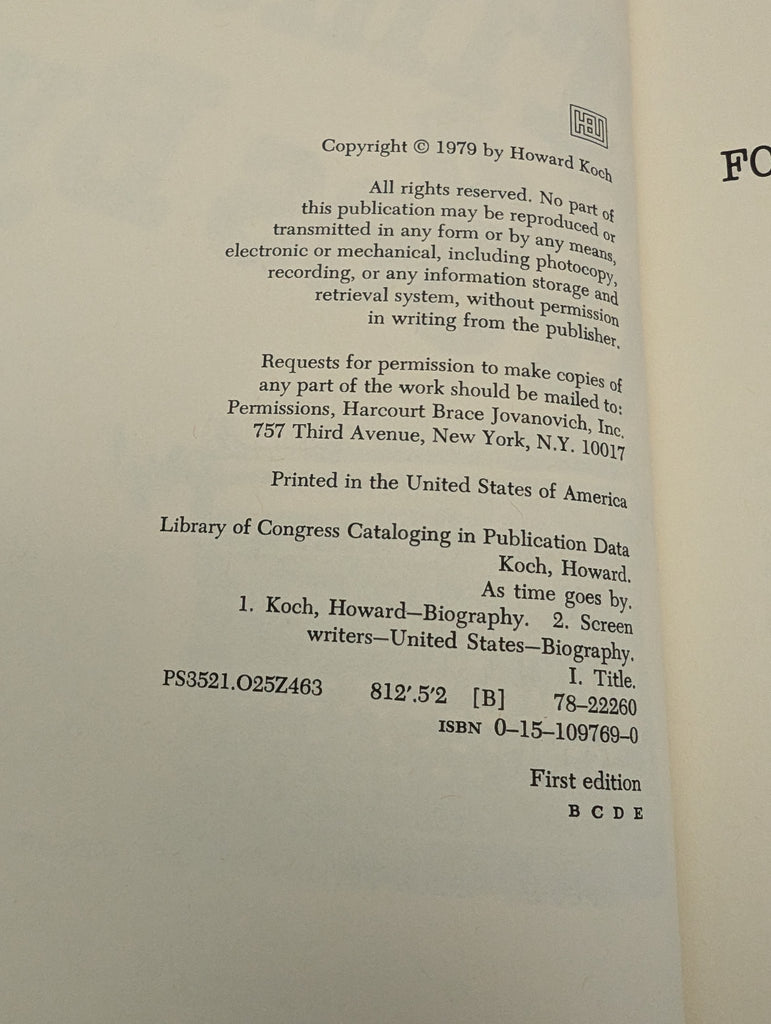 HBJ
Copyright © 1979 by Howard Koch
All rights reserved. No part of
this publication may be reproduced or
transmitted in any form or by any means,
electronic or mechanical, including photocopy,
recording, or any information storage and
retrieval system, without permission
in writing from the publisher.
Requests for permission to make copies of
any part of the work should be mailed to:
Permissions, Harcourt Brace Jovanovich, Inc.
757 Third Avenue, New York, N.Y. 10017
Printed in the United States of America
Library of Congress Cataloging in Publication Data
Koch, Howard.
As time goes by.
1. Koch, Howard—Biography. 2. Screen
writers—United States—Biography.
I. Title.
PS3521.O25Z463 812'.5'2 [B] 78–22260
ISBN 0–15–109769–0
First edition
B C D E
FO